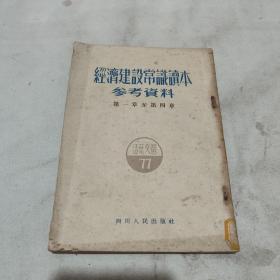 經濟建設常識讀本
参考資料
第一章至第四章
77
四川人民出版社